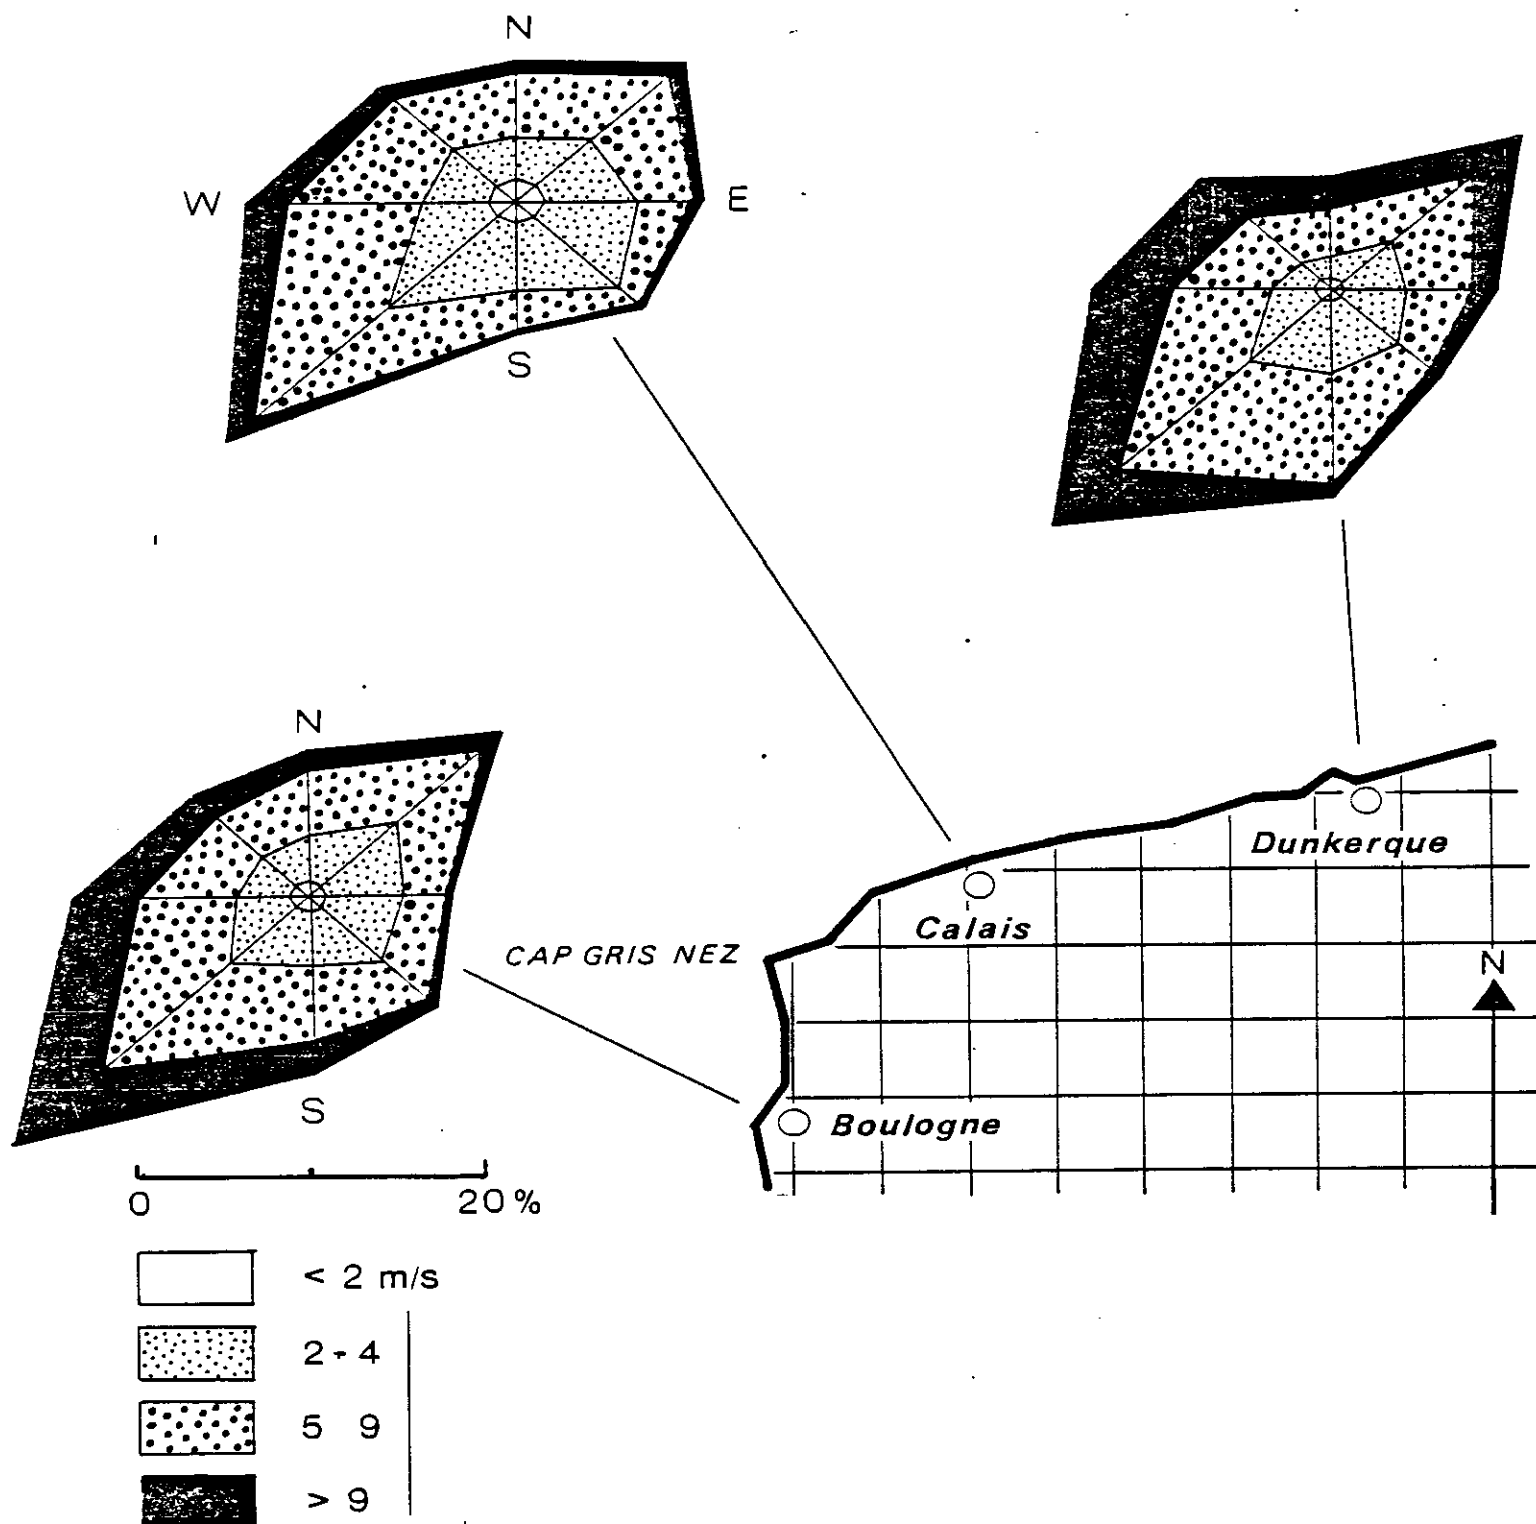 N
W E
S
N
S
CAP GRIS NEZ
Dunkerque
Calais
N
Boulogne
0 20%
< 2 m/s
2-4
5 9
> 9